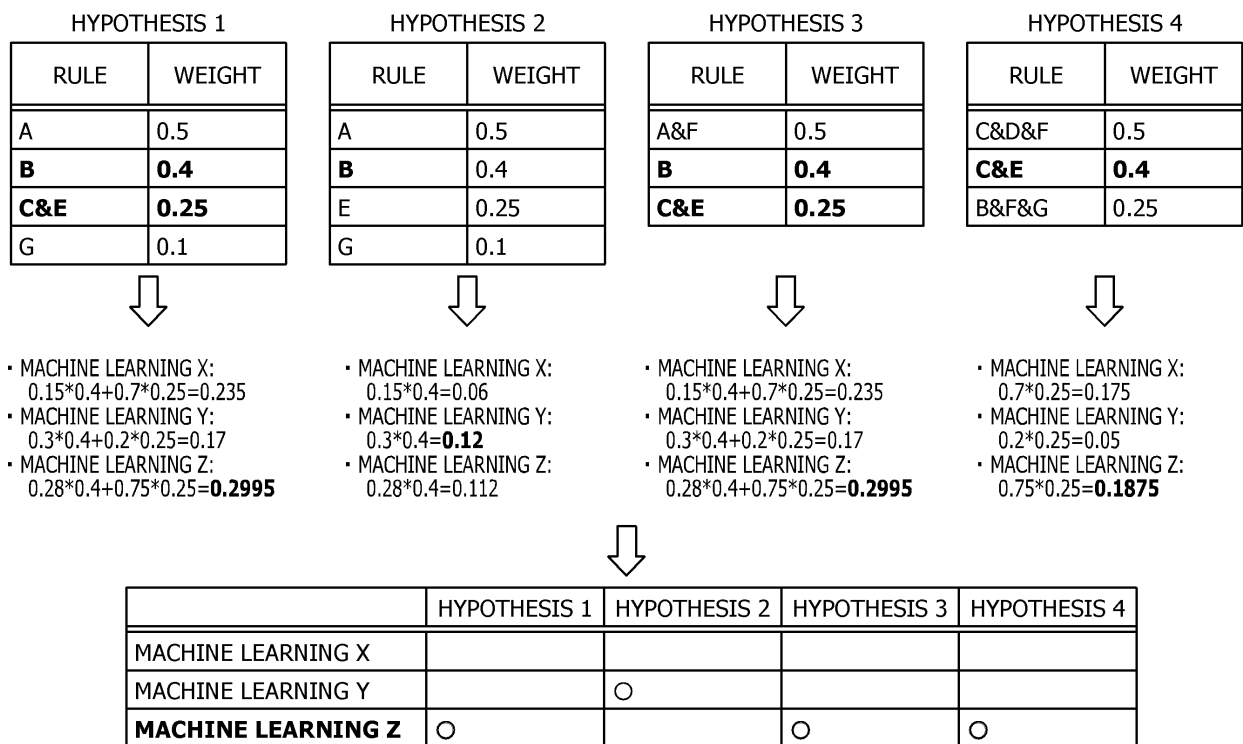 HYPOTHESIS 1 HYPOTHESIS 2 HYPOTHESIS 3 HYPOTHESIS 4
RULE WEIGHT RULE WEIGHT RULE WEIGHT RULE WEIGHT
A 0.5 A 0.5 A&F 0.5 C&D&F 0.5
B 0.4 B 0.4 B 0.4 C&E 0.4
C&E 0.25 E 0.25 C&E 0.25 B&F&G 0.25
G 0.1 G 0.1
· MACHINE LEARNING X: · MACHINE LEARNING X: · MACHINE LEARNING X: · MACHINE LEARNING X:
0.15*0.4+0.7*0.25=0.235 0.15*0.4=0.06 0.15*0.4+0.7*0.25=0.235 0.7*0.25=0.175
· MACHINE LEARNING Y: · MACHINE LEARNING Y: · MACHINE LEARNING Y: · MACHINE LEARNING Y:
0.3*0.4+0.2*0.25=0.17 0.3*0.4=0.12 0.3*0.4+0.2*0.25=0.17 0.2*0.25=0.05
· MACHINE LEARNING Z: · MACHINE LEARNING Z: · MACHINE LEARNING Z: · MACHINE LEARNING Z:
0.28*0.4+0.75*0.25=0.2995 0.28*0.4=0.112 0.28*0.4+0.75*0.25=0.2995 0.75*0.25=0.1875
HYPOTHESIS 1 HYPOTHESIS 2 HYPOTHESIS 3 HYPOTHESIS 4
MACHINE LEARNING X
MACHINE LEARNING Y ○
MACHINE LEARNING Z ○ ○ ○